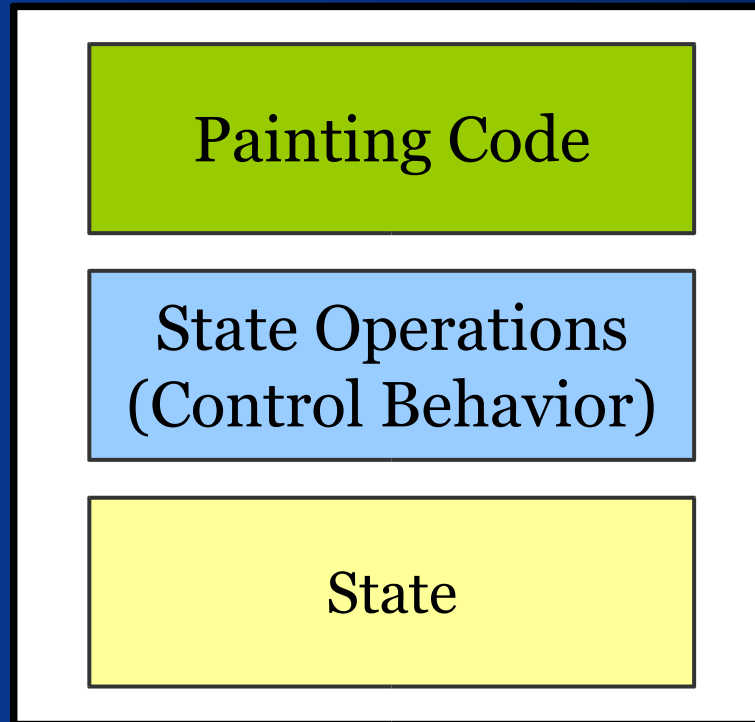 Painting Code
State Operations
(Control Behavior)
State